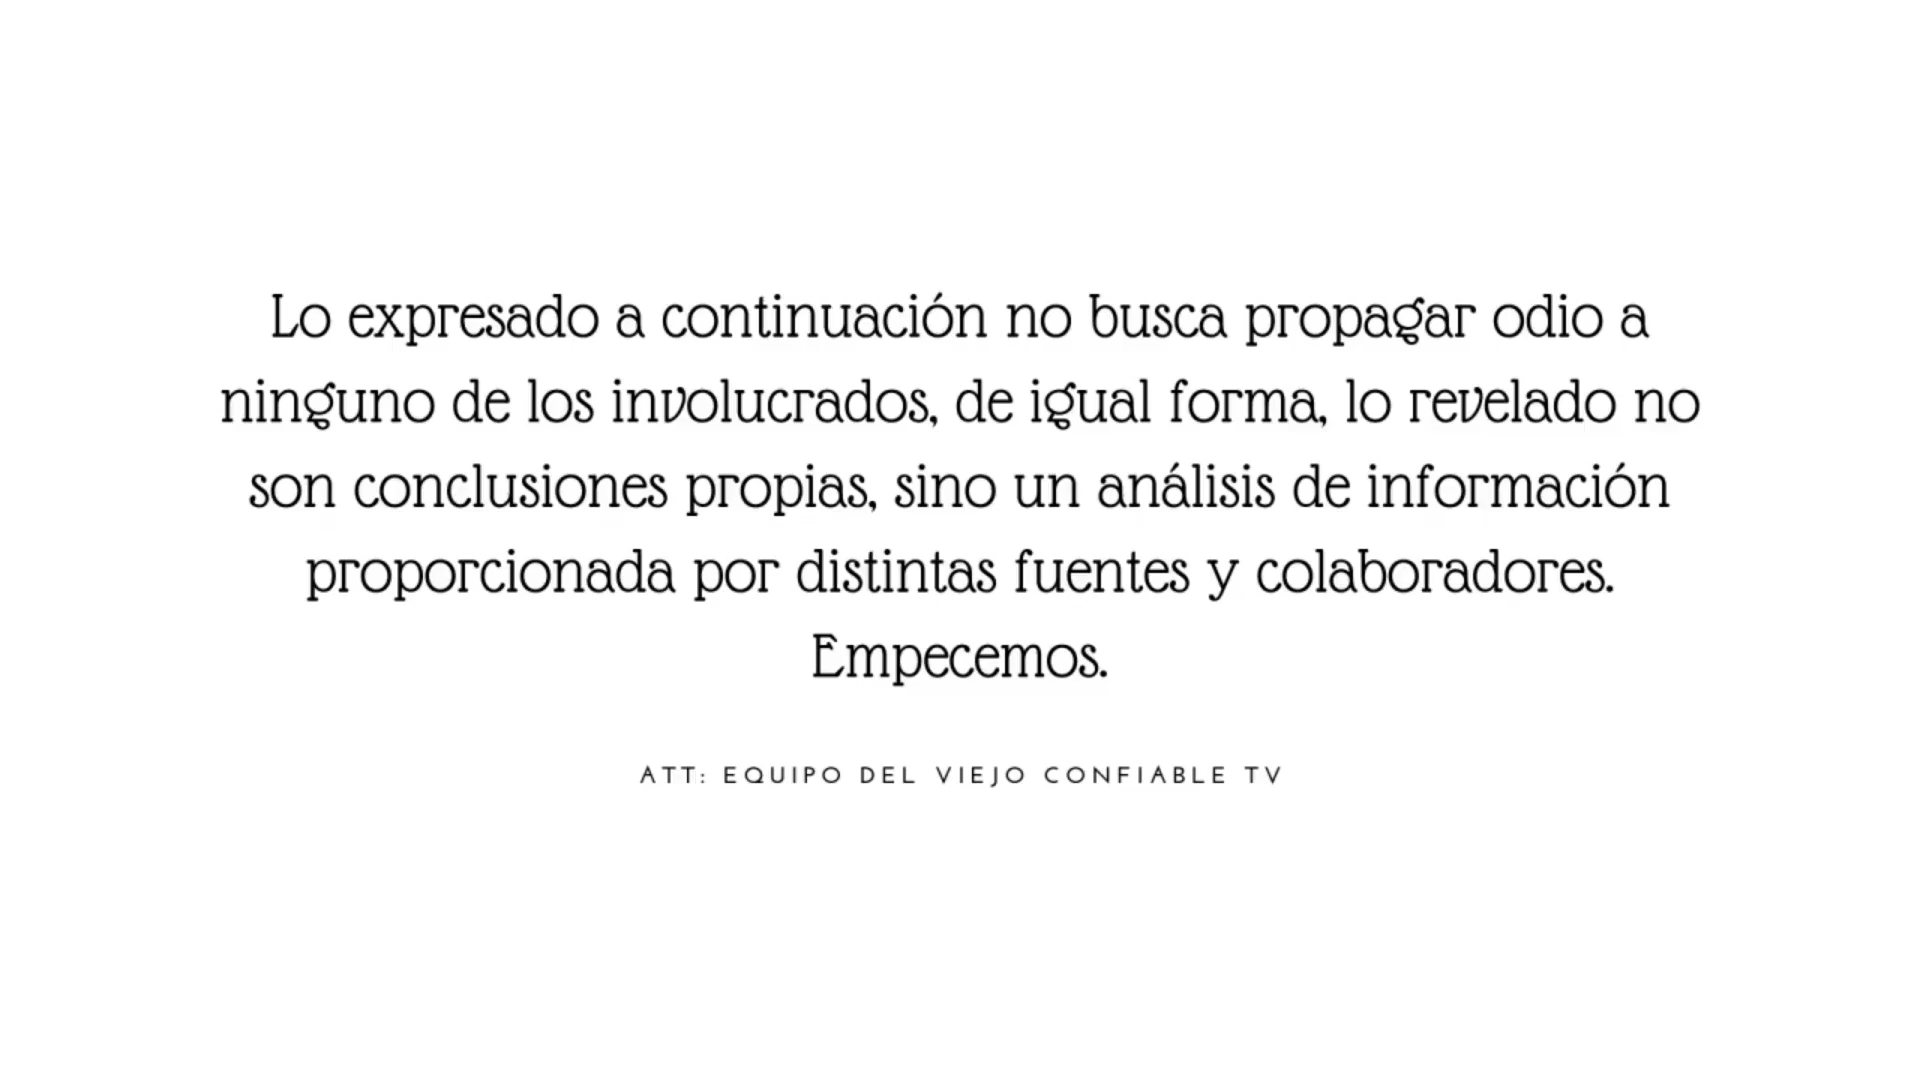 Lo expresado a continuación no busca propagar odio a
ninguno de los involucrados, de igual forma, lo revelado no
son conclusiones propias, sino un análisis de información
proporcionada por distintas fuentes y colaboradores.
Empecemos.
ATT: EQUIPO DEL VIEJO CONFIABLE TV